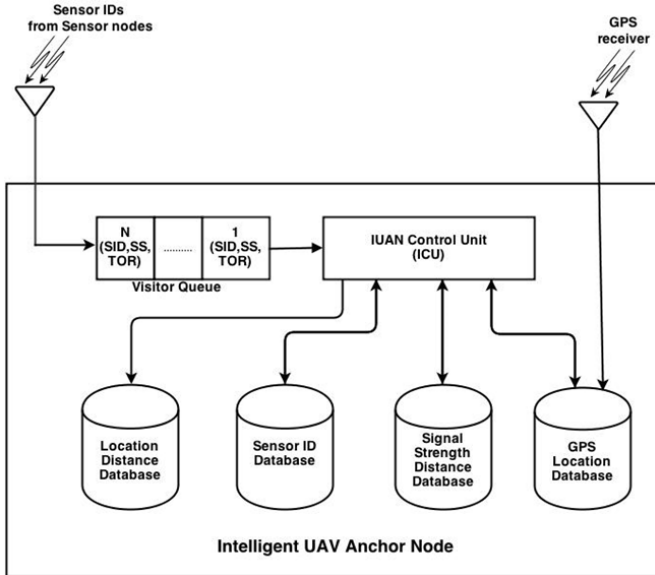 Sensor IDs
from Sensor nodes
GPS
receiver
N
(SID,SS,
TOR)
..........
1
(SID,SS,
TOR)
Visitor Queue
IUAN Control Unit
(ICU)
Location
Distance
Database
Sensor ID
Database
Signal
Strength
Distance
Database
GPS
Location
Database
Intelligent UAV Anchor Node